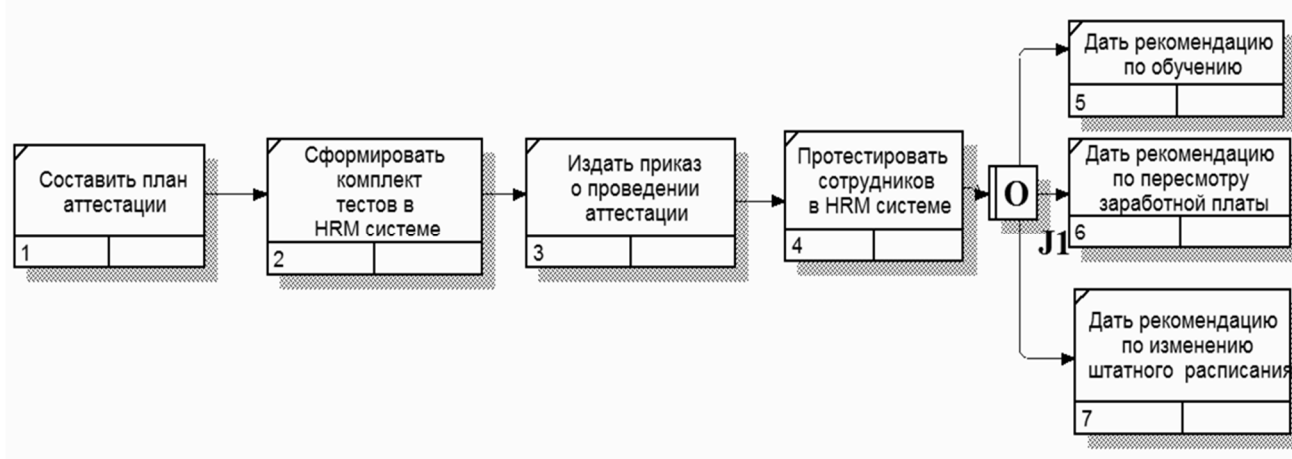 Составить план
аттестации
1
Сформировать
комплект
тестов в
HRM системе
2
Издать приказ
о проведении
аттестации
3
Протестировать
сотрудников
в HRM системе
4
O
J1
Дать рекомендацию
по обучению
5
Дать рекомендацию
по пересмотру
заработной платы
6
Дать рекомендацию
по изменению
штатного расписания
7